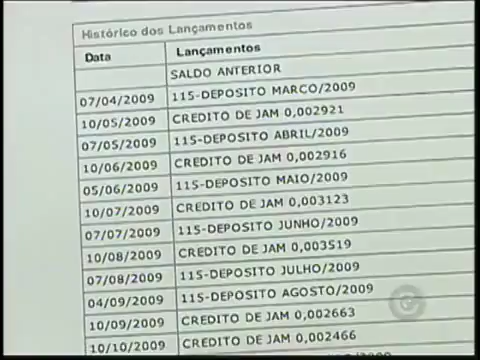 Histórico dos Lançamentos
Data Lançamentos
SALDO ANTERIOR
07/04/2009 115-DEPOSITO MARCO/2009
10/05/2009 CREDITO DE JAM 0,002921
07/05/2009 115-DEPOSITO ABRIL/2009
10/06/2009 CREDITO DE JAM 0,002916
05/06/2009 115-DEPOSITO MAIO/2009
10/07/2009 CREDITO DE JAM 0,003123
07/07/2009 115-DEPOSITO JUNHO/2009
10/08/2009 CREDITO DE JAM 0,003519
07/08/2009 115-DEPOSITO JULHO/2009
04/09/2009 115-DEPOSITO AGOSTO/2009
10/09/2009 CREDITO DE JAM 0,002663
10/10/2009 CREDITO DE JAM 0,002466